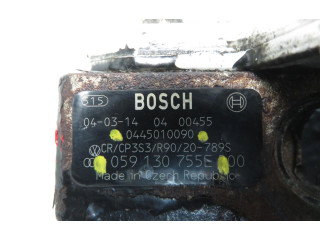 615 BOSCH
04-03-14 04 00455
0445010090
CR/CP3S3/R90/20-789S
059 130 755E 00
Made in Czech Republic